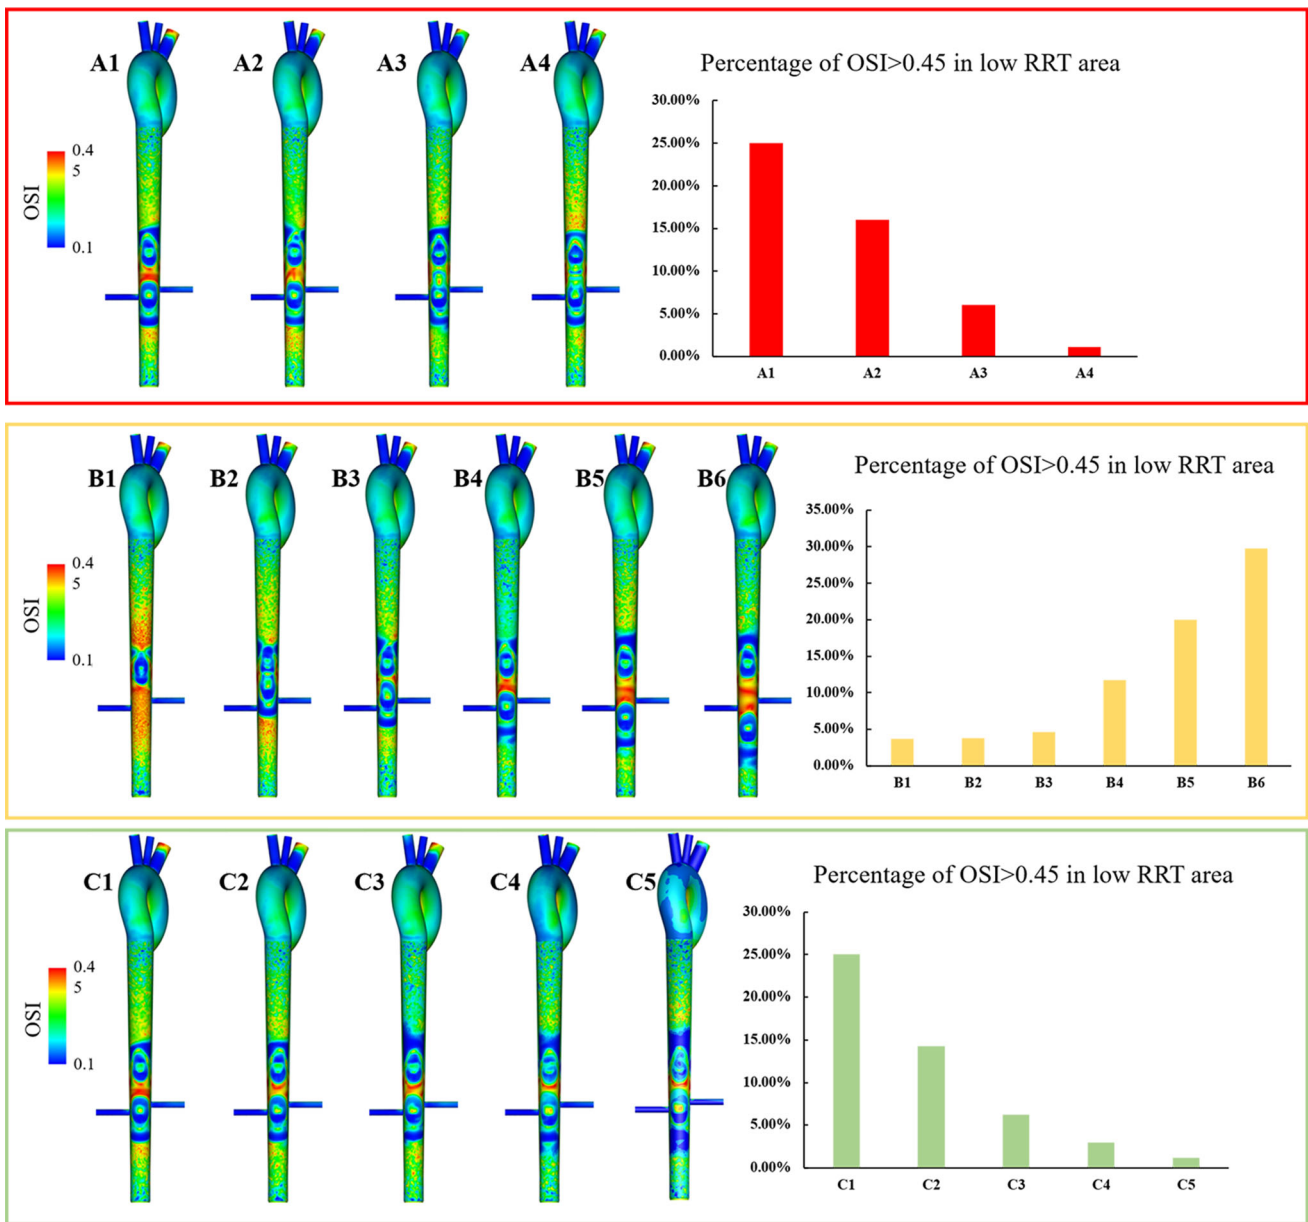 A1
A2
A3
A4
Percentage of OSI>0.45 in low RRT area
OSI
0.4
5
0.1
30.00%
25.00%
20.00%
15.00%
10.00%
5.00%
0.00%
A1 A2 A3 A4
B1
B2
B3
B4
B5
B6
Percentage of OSI>0.45 in low RRT area
OSI
0.4
5
0.1
35.00%
30.00%
25.00%
20.00%
15.00%
10.00%
5.00%
0.00%
B1 B2 B3 B4 B5 B6
C1
C2
C3
C4
C5
Percentage of OSI>0.45 in low RRT area
OSI
0.4
5
0.1
30.00%
25.00%
20.00%
15.00%
10.00%
5.00%
0.00%
C1 C2 C3 C4 C5